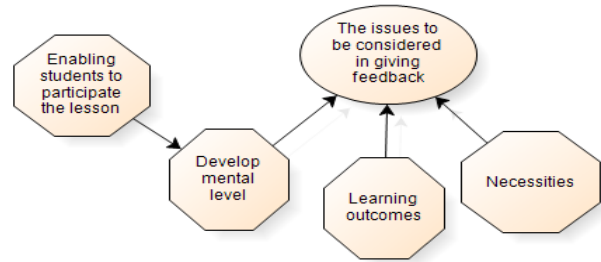 The issues to
be considered
in giving
feedback
Enabling
students to
participate
the lesson
Develop
mental
level
Learning
outcomes
Necessities